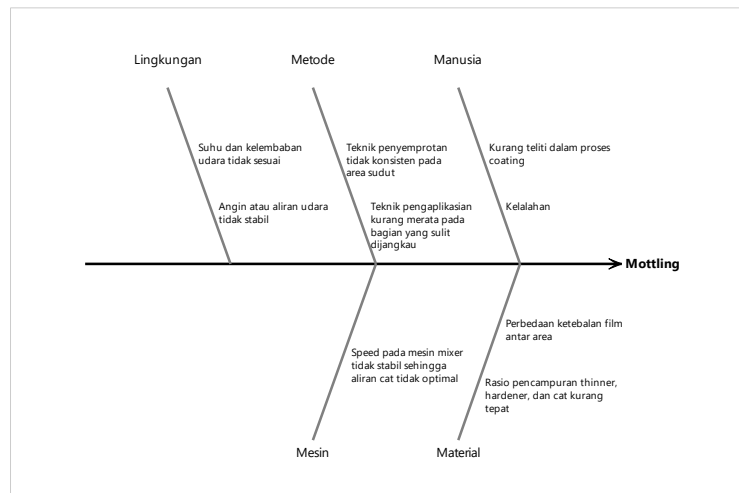 Lingkungan
Metode
Manusia
Suhu dan kelembaban
udara tidak sesuai
Teknik penyemprotan
tidak konsisten pada
area sudut
Kurang teliti dalam proses
coating
Angin atau aliran udara
tidak stabil
Teknik pengaplikasian
kurang merata pada
bagian yang sulit
dijangkau
Kelalahan
Mottling
Speed pada mesin mixer
tidak stabil sehingga
aliran cat tidak optimal
Perbedaan ketebalan film
antar area
Rasio pencampuran thinner,
hardener, dan cat kurang
tepat
Mesin
Material